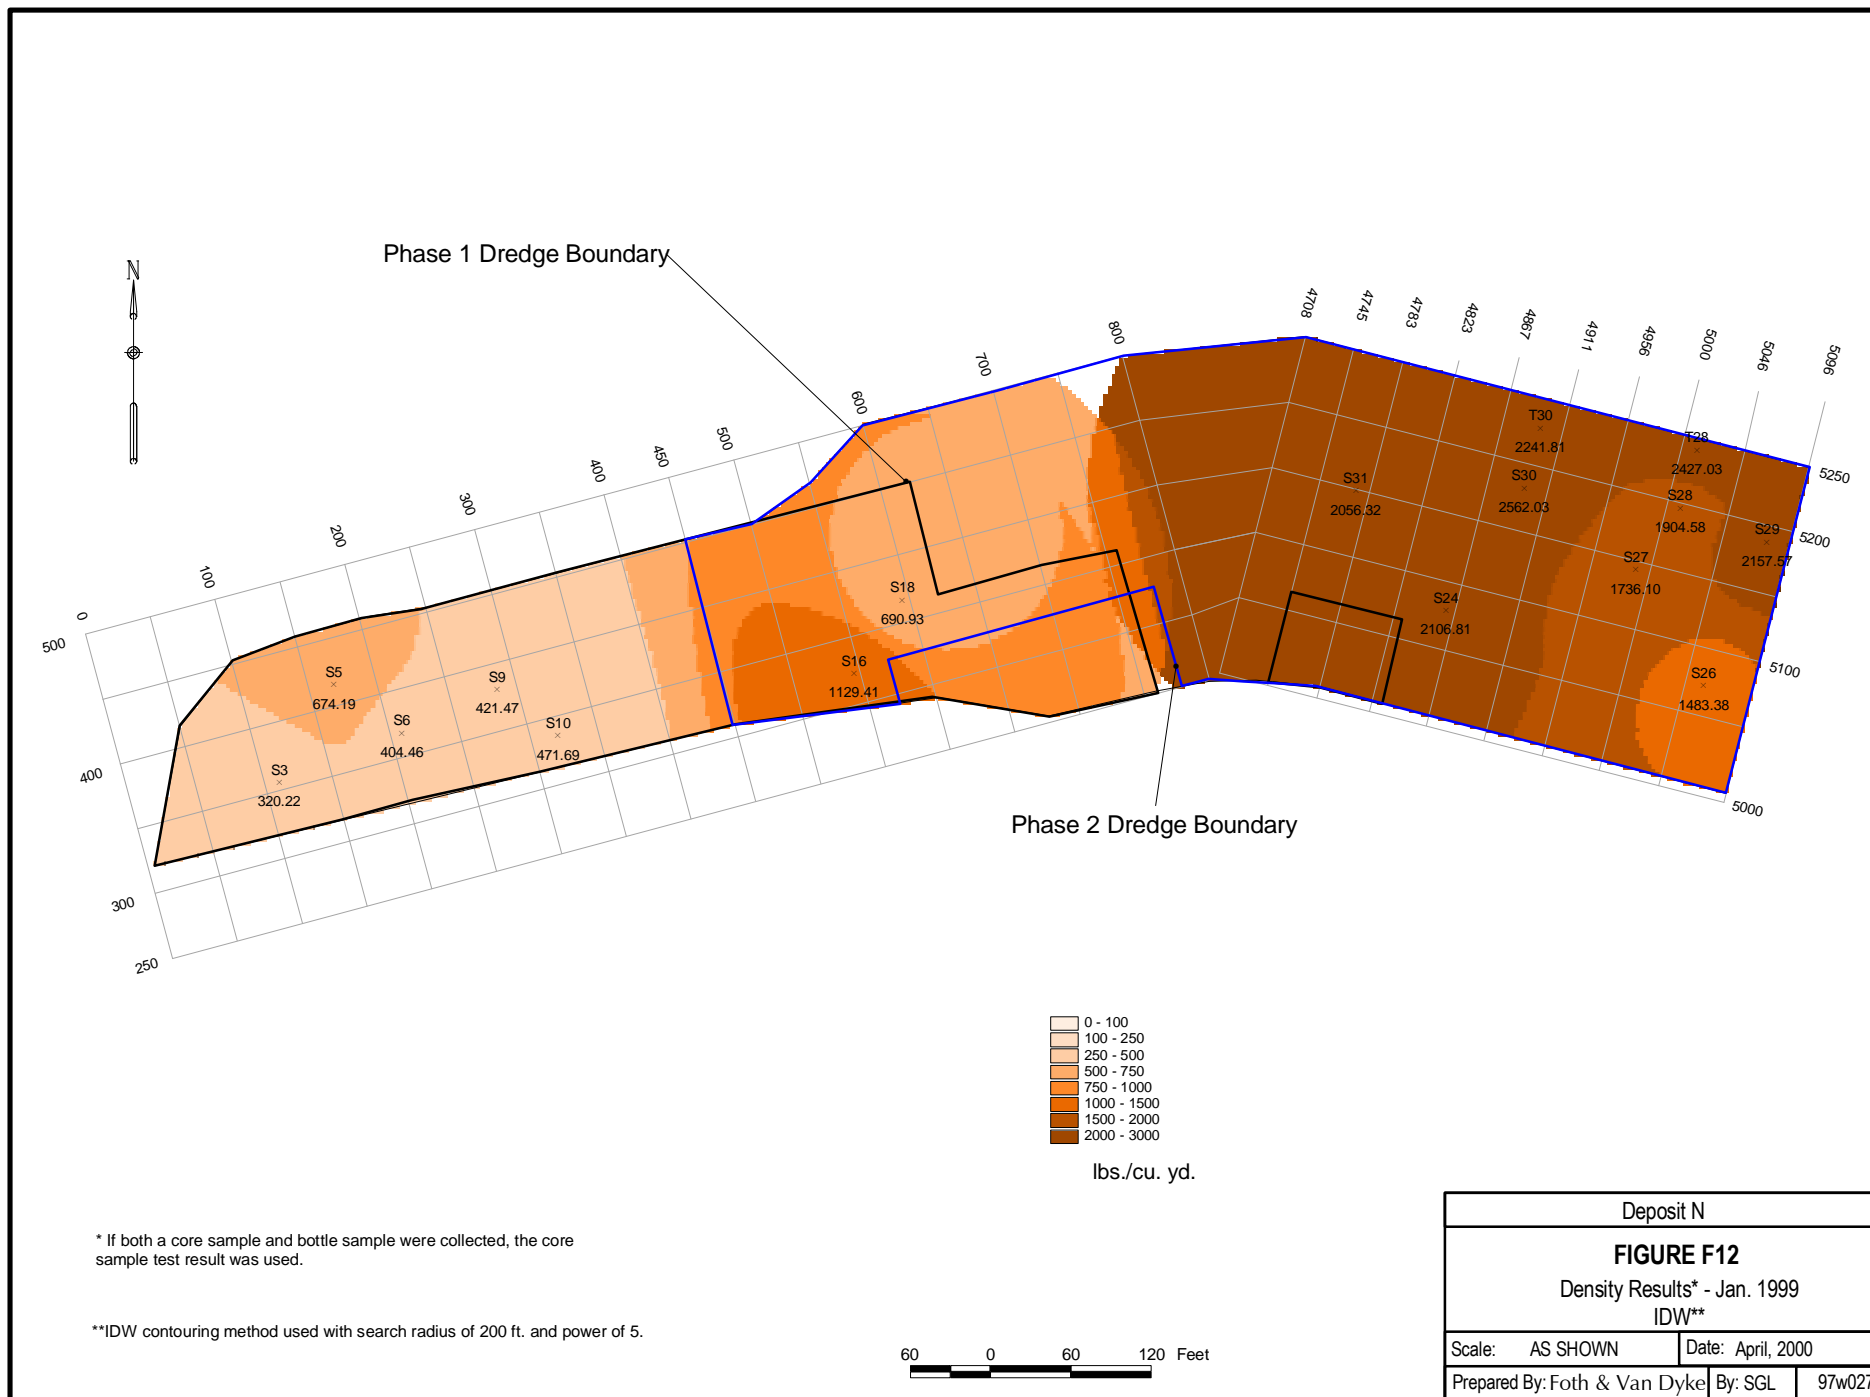 N
Phase 1 Dredge Boundary
0
100
200
300
400
450
500
600
700
800
4708
4745
4783
4823
4867
4911
4956
5000
5046
5096
500
400
300
250
5250
5200
5100
5000
S3
320.22
S5
674.19
S6
404.46
S9
421.47
S10
471.69
S16
1129.41
S18
690.93
S31
2056.32
T30
2241.81
S30
2562.03
T28
2427.03
S28
1904.58
S29
2157.57
S27
1736.10
S24
2106.81
S26
1483.38
Phase 2 Dredge Boundary
0 - 100
100 - 250
250 - 500
500 - 750
750 - 1000
1000 - 1500
1500 - 2000
2000 - 3000
lbs./cu. yd.
* If both a core sample and bottle sample were collected, the core
sample test result was used.
**IDW contouring method used with search radius of 200 ft. and power of 5.
60 0 60 120 Feet
Deposit N
FIGURE F12
Density Results* - Jan. 1999
IDW**
Scale: AS SHOWN Date: April, 2000
Prepared By: Foth & Van Dyke By: SGL 97w027